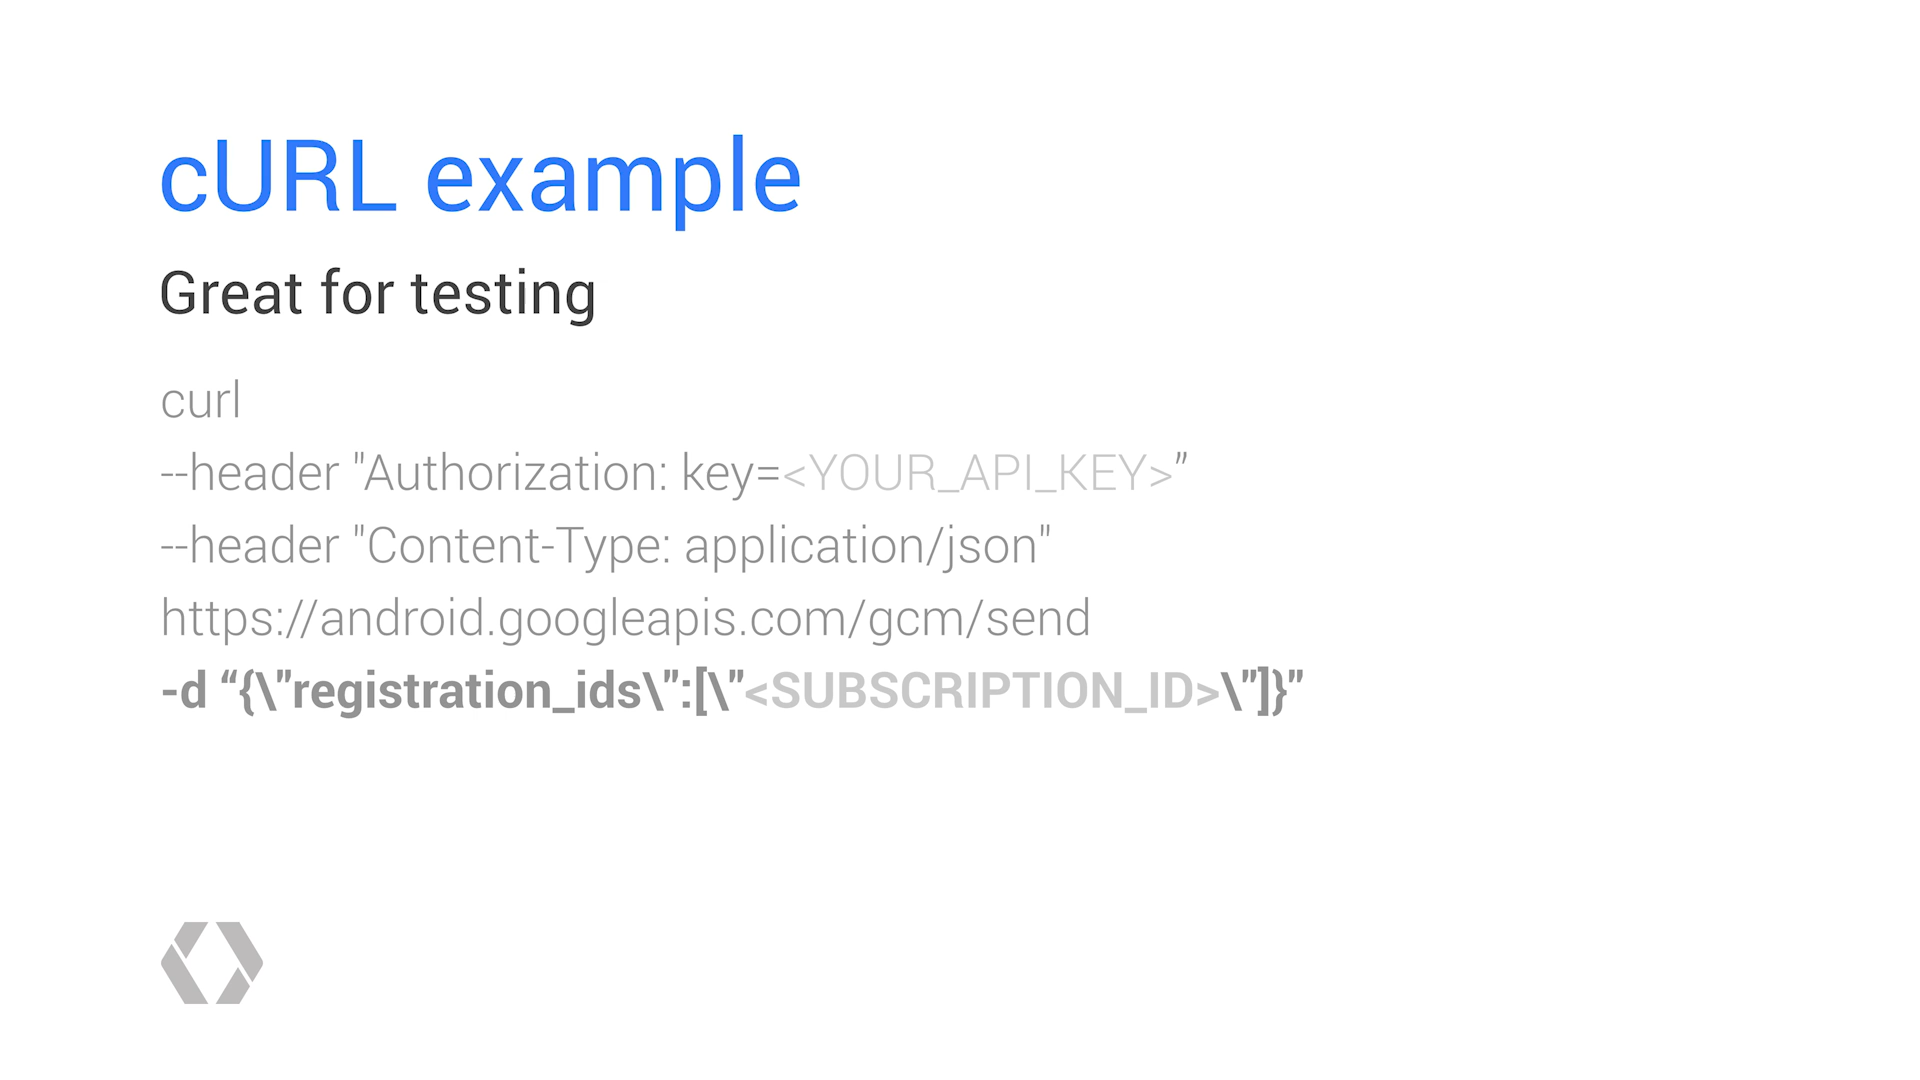 cURL example
Great for testing
curl
--header "Authorization: key=<YOUR_API_KEY>”
--header "Content-Type: application/json"
https://android.googleapis.com/gcm/send
-d “{\"registration_ids\":[\"<SUBSCRIPTION_ID>\"]}"